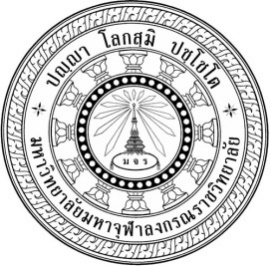 ปญฺญา โลกสฺมิ ปชฺโชโต
ม จ ร
มหาวิทยาลัยมหาจุฬาลงกรณราชวิทยาลัย